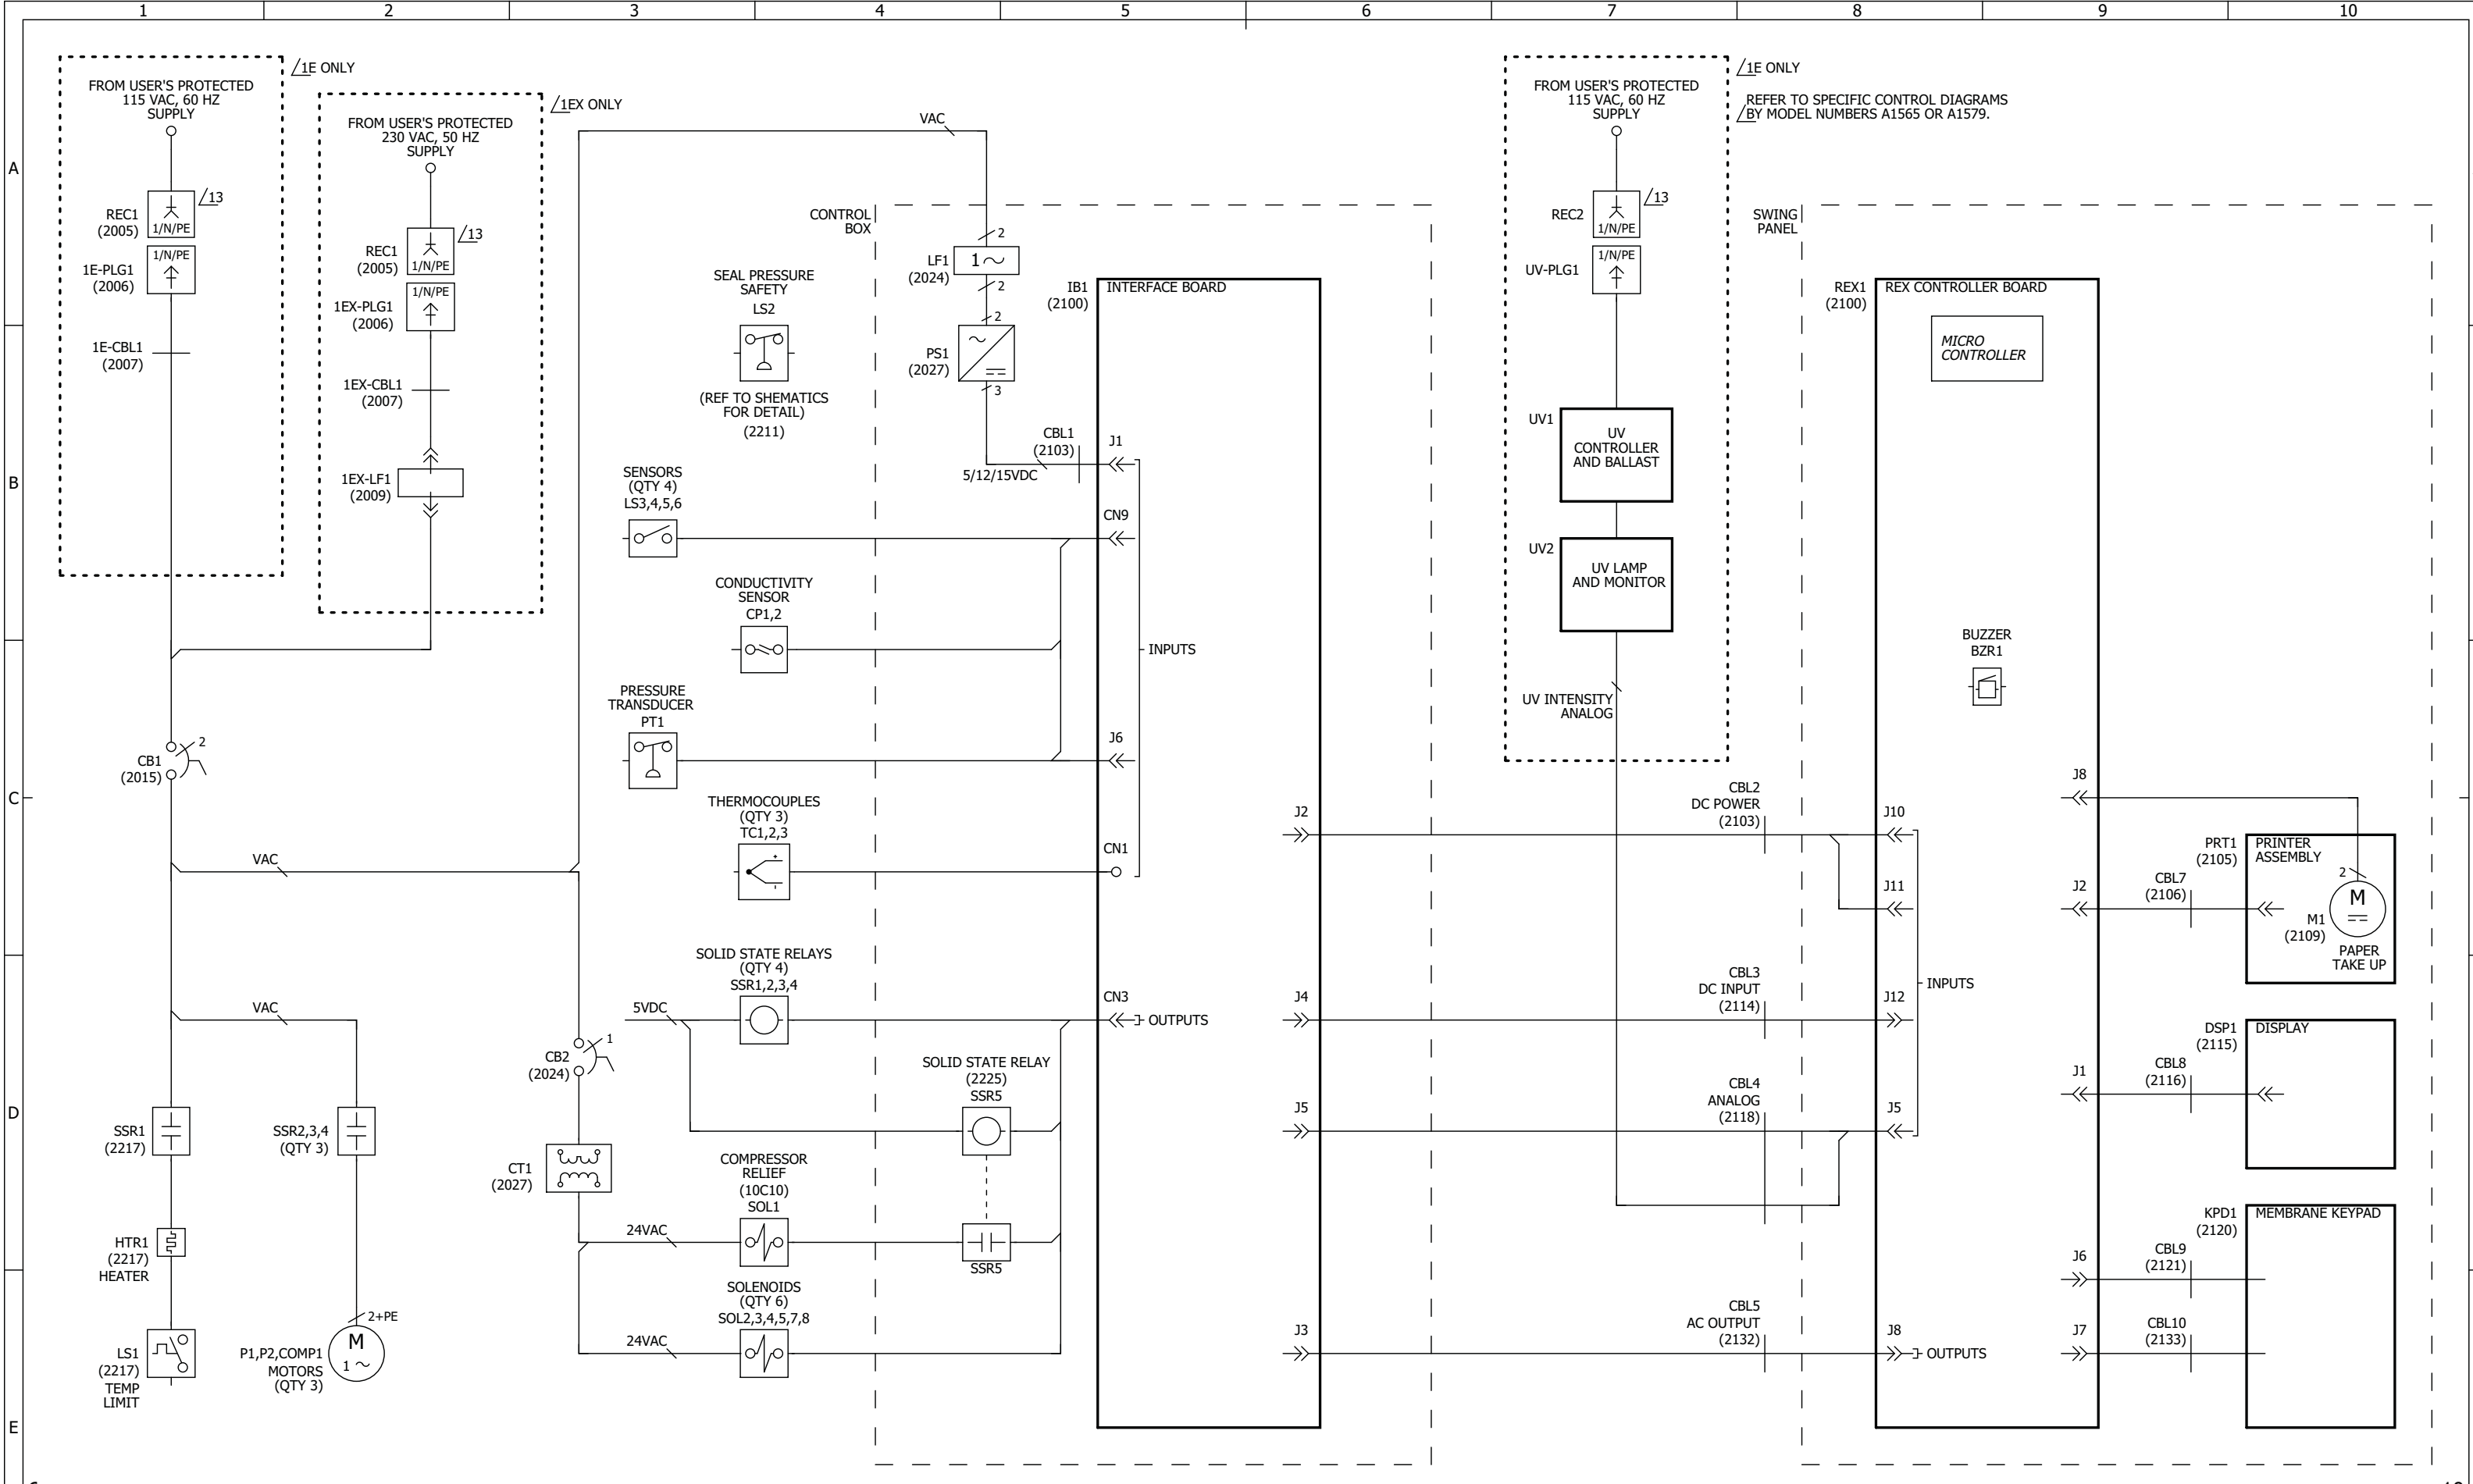 1 2 3 4 5 6 7 8 9 10
A
B
C
D
E
FROM USER'S PROTECTED
115 VAC, 60 HZ
SUPPLY
1E ONLY
REC1
(2005)
13
1/N/PE
1/N/PE
1E-PLG1
(2006)
1E-CBL1
(2007)
FROM USER'S PROTECTED
230 VAC, 50 HZ
SUPPLY
1EX ONLY
REC1
(2005)
13
1/N/PE
1/N/PE
1EX-PLG1
(2006)
1EX-CBL1
(2007)
1EX-LF1
(2009)
CB1
(2015)
2
VAC
VAC
SSR1
(2217)
HTR1
(2217)
HEATER
LS1
(2217)
TEMP
LIMIT
SSR2,3,4
(QTY 3)
2+PE
M
1 ~
P1,P2,COMP1
MOTORS
(QTY 3)
VAC
CB2
(2024)
1
CT1
(2027)
24VAC
24VAC
SEAL PRESSURE
SAFETY
LS2
(REF TO SHEMATICS
FOR DETAIL)
(2211)
SENSORS
(QTY 4)
LS3,4,5,6
CONDUCTIVITY
SENSOR
CP1,2
PRESSURE
TRANSDUCER
PT1
THERMOCOUPLES
(QTY 3)
TC1,2,3
+
-
SOLID STATE RELAYS
(QTY 4)
SSR1,2,3,4
5VDC
SOLID STATE RELAY
(2225)
SSR5
COMPRESSOR
RELIEF
(10C10)
SOL1
SSR5
SOLENOIDS
(QTY 6)
SOL2,3,4,5,7,8
CONTROL
BOX
2
LF1
(2024)
1~
2
2
PS1
(2027)
3
CBL1
(2103)
5/12/15VDC
IB1
(2100)
INTERFACE BOARD
J1
CN9
INPUTS
J6
CN1
CN3
OUTPUTS
J2
J4
J5
J3
FROM USER'S PROTECTED
115 VAC, 60 HZ
SUPPLY
1E ONLY
REFER TO SPECIFIC CONTROL DIAGRAMS
BY MODEL NUMBERS A1565 OR A1579.
REC2
13
1/N/PE
1/N/PE
UV-PLG1
UV1
UV
CONTROLLER
AND BALLAST
UV2
UV LAMP
AND MONITOR
UV INTENSITY
ANALOG
CBL2
DC POWER
(2103)
CBL3
DC INPUT
(2114)
CBL4
ANALOG
(2118)
CBL5
AC OUTPUT
(2132)
SWING
PANEL
REX1
(2100)
REX CONTROLLER BOARD
MICRO
CONTROLLER
BUZZER
BZR1
J10
J11
INPUTS
J12
J5
J8
OUTPUTS
J8
J2
J1
J6
J7
CBL7
(2106)
CBL8
(2116)
CBL9
(2121)
CBL10
(2133)
PRT1
(2105)
PRINTER
ASSEMBLY
2
M
M1
(2109)
PAPER
TAKE UP
DSP1
(2115)
DISPLAY
KPD1
(2120)
MEMBRANE KEYPAD